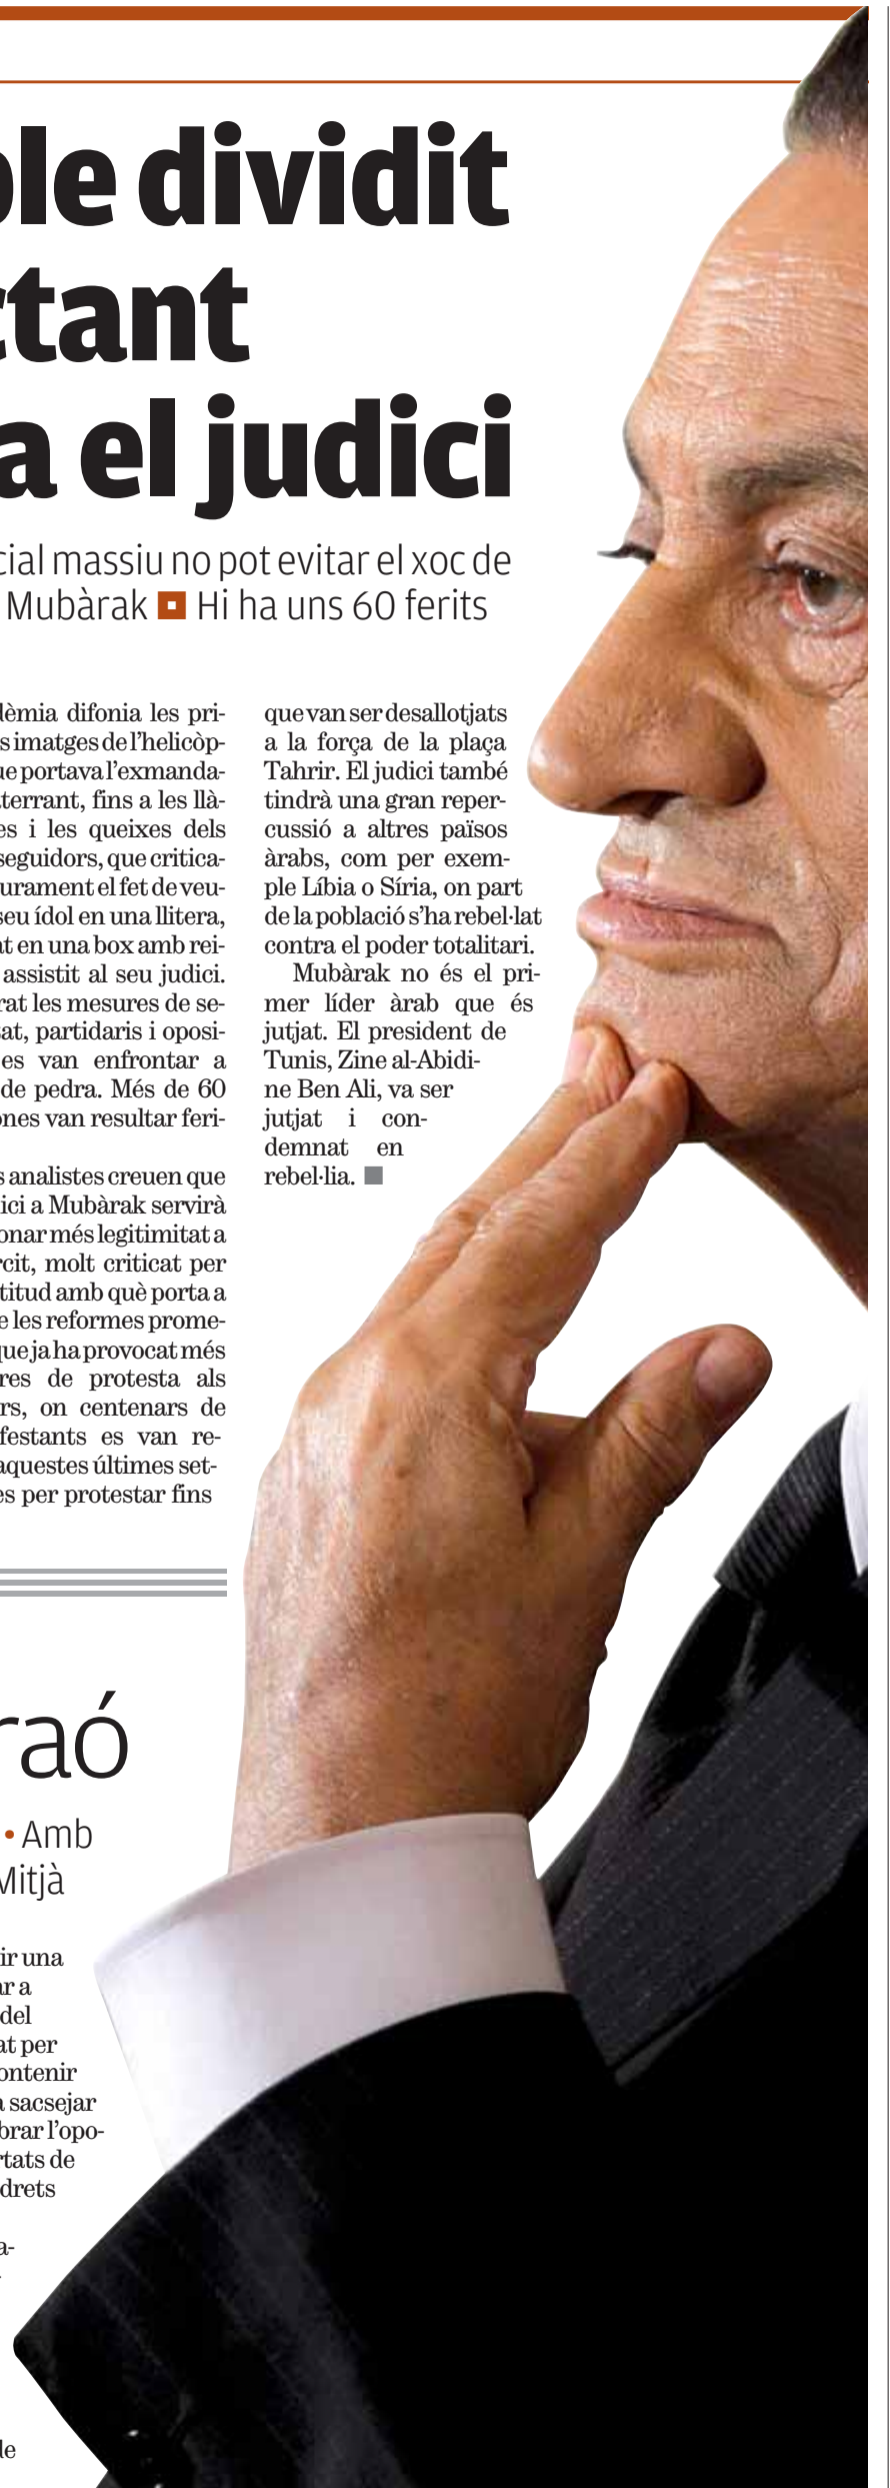 ble dividit
ctant
a el judici
cial massiu no pot evitar el xoc de
Mubàrak Hi ha uns 60 ferits
dèmia difonia les pri-
s imatges de l'helicòp-
ue portava l'exmanda-
terrant, fins a les llà-
es i les queixes dels
seguidors, que critica-
urament el fet de veu-
seu ídol en una llitera,
at en una box amb rei-
assistit al seu judici.
rat les mesures de se-
tat, partidaris i oposi-
es van enfrontar a
de pedra. Més de 60
ones van resultar feri-
s analistes creuen que
ici a Mubàrak servirà
onar més legitimitat a
rcit, molt criticat per
titud amb què porta a
e les reformes prome-
que ja ha provocat més
res de protesta als
rs, on centenars de
festants es van re-
aquestes últimes set-
es per protestar fins
que van ser desallotjats
a la força de la plaça
Tahrir. El judici també
tindrà una gran reper-
cussió a altres països
àrabs, com per exem-
ple Líbia o Síria, on part
de la població s'ha rebel·lat
contra el poder totalitari.
Mubàrak no és el pri-
mer líder àrab que és
jutjat. El president de
Tunis, Zine al-Abidi-
ne Ben Ali, va ser
jutjat i con-
demnat en
rebel·lia.
raó
• Amb
Mitjà
ir una
ar a
del
at per
ontenir
a sacsejar
brar l'opo-
rtats de
drets
a-
de